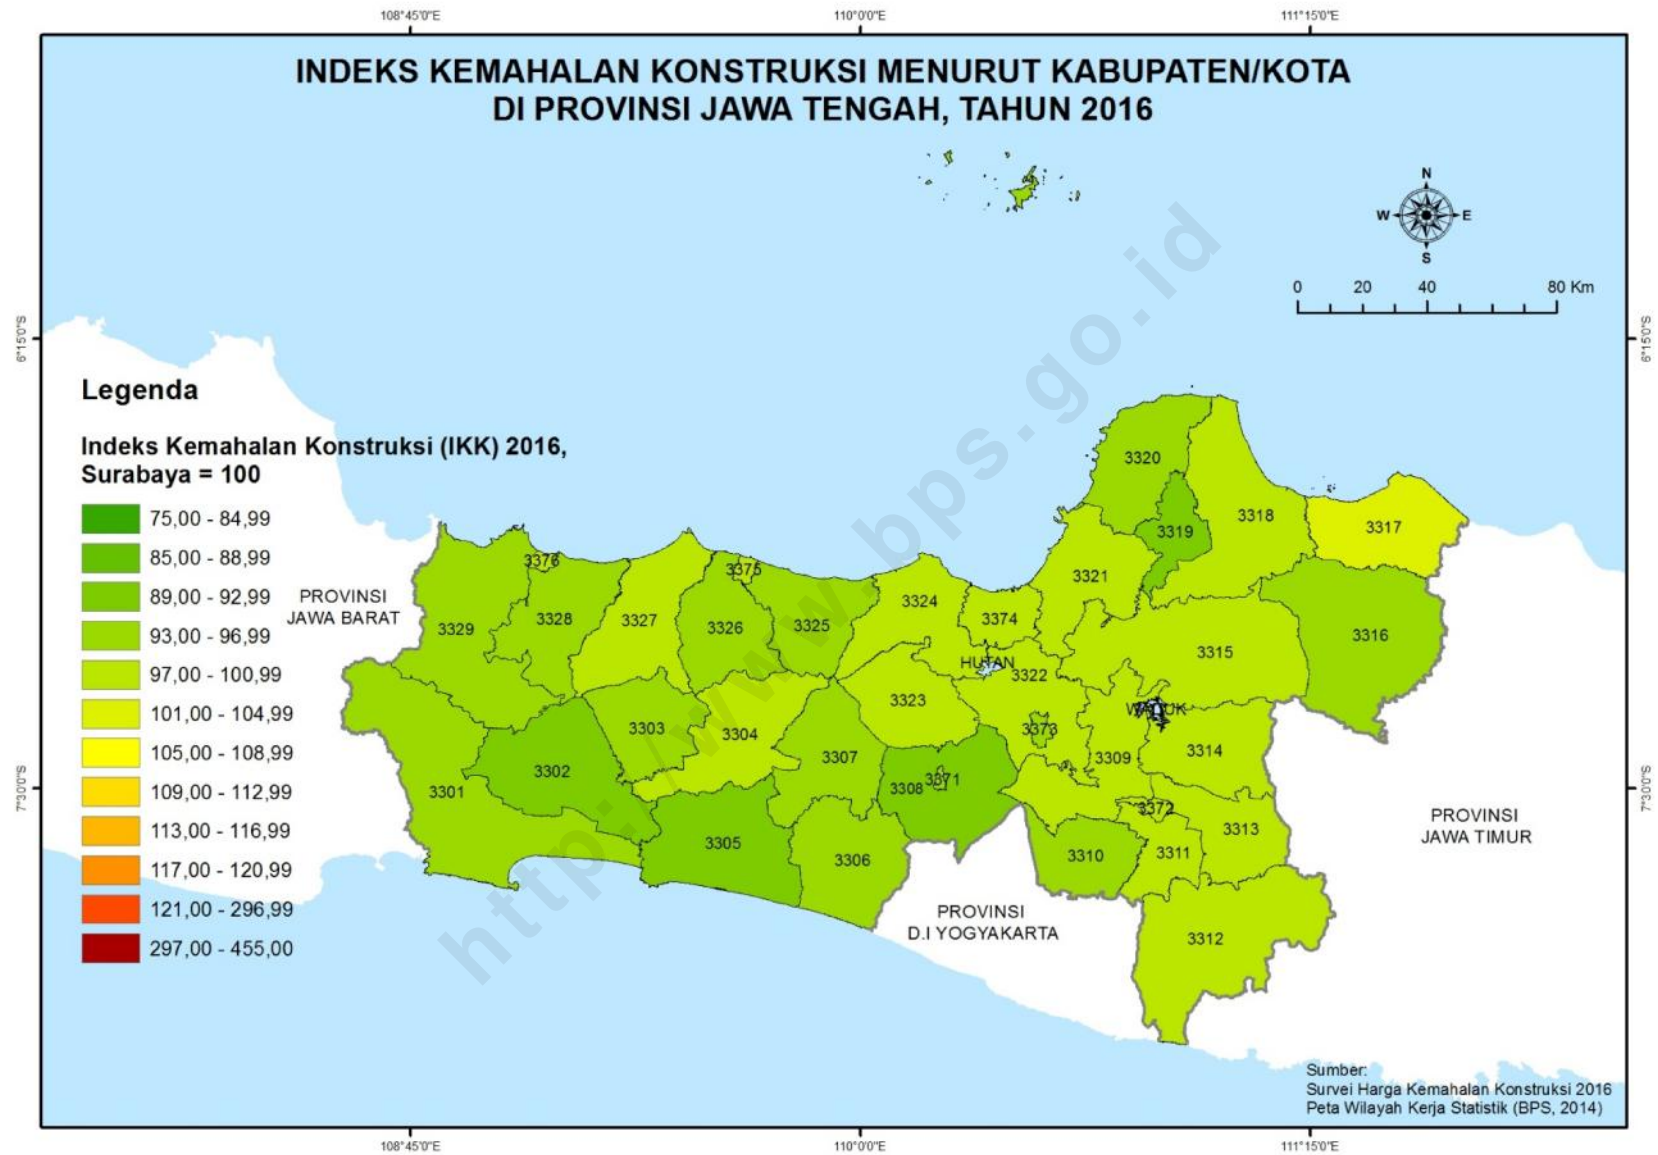 108°45'0"E
110°0'0"E
111°15'0"E
INDEKS KEMAHALAN KONSTRUKSI MENURUT KABUPATEN/KOTA
DI PROVINSI JAWA TENGAH, TAHUN 2016
N
W
E
S
0 20 40 80 Km
6°15'0"S
6°15'0"S
Legenda
Indeks Kemahalan Konstruksi (IKK) 2016,
Surabaya = 100
75,00 - 84,99
85,00 - 88,99
89,00 - 92,99
93,00 - 96,99
97,00 - 100,99
101,00 - 104,99
105,00 - 108,99
109,00 - 112,99
113,00 - 116,99
117,00 - 120,99
121,00 - 296,99
297,00 - 455,00
PROVINSI
JAWA BARAT
3320
3319
3318
3317
3376
3375
3321
3329
3328
3327
3326
3325
3324
3374
3316
3315
HUTAN
3322
3323
3303
3304
3373
WADUK
3314
3302
3307
3309
3301
3308
3371
3372
3305
3306
3310
3311
3313
3312
PROVINSI
D.I YOGYAKARTA
PROVINSI
JAWA TIMUR
7°30'0"S
7°30'0"S
http://www.bps.go.id
Sumber:
Survei Harga Kemahalan Konstruksi 2016
Peta Wilayah Kerja Statistik (BPS, 2014)
108°45'0"E
110°0'0"E
111°15'0"E